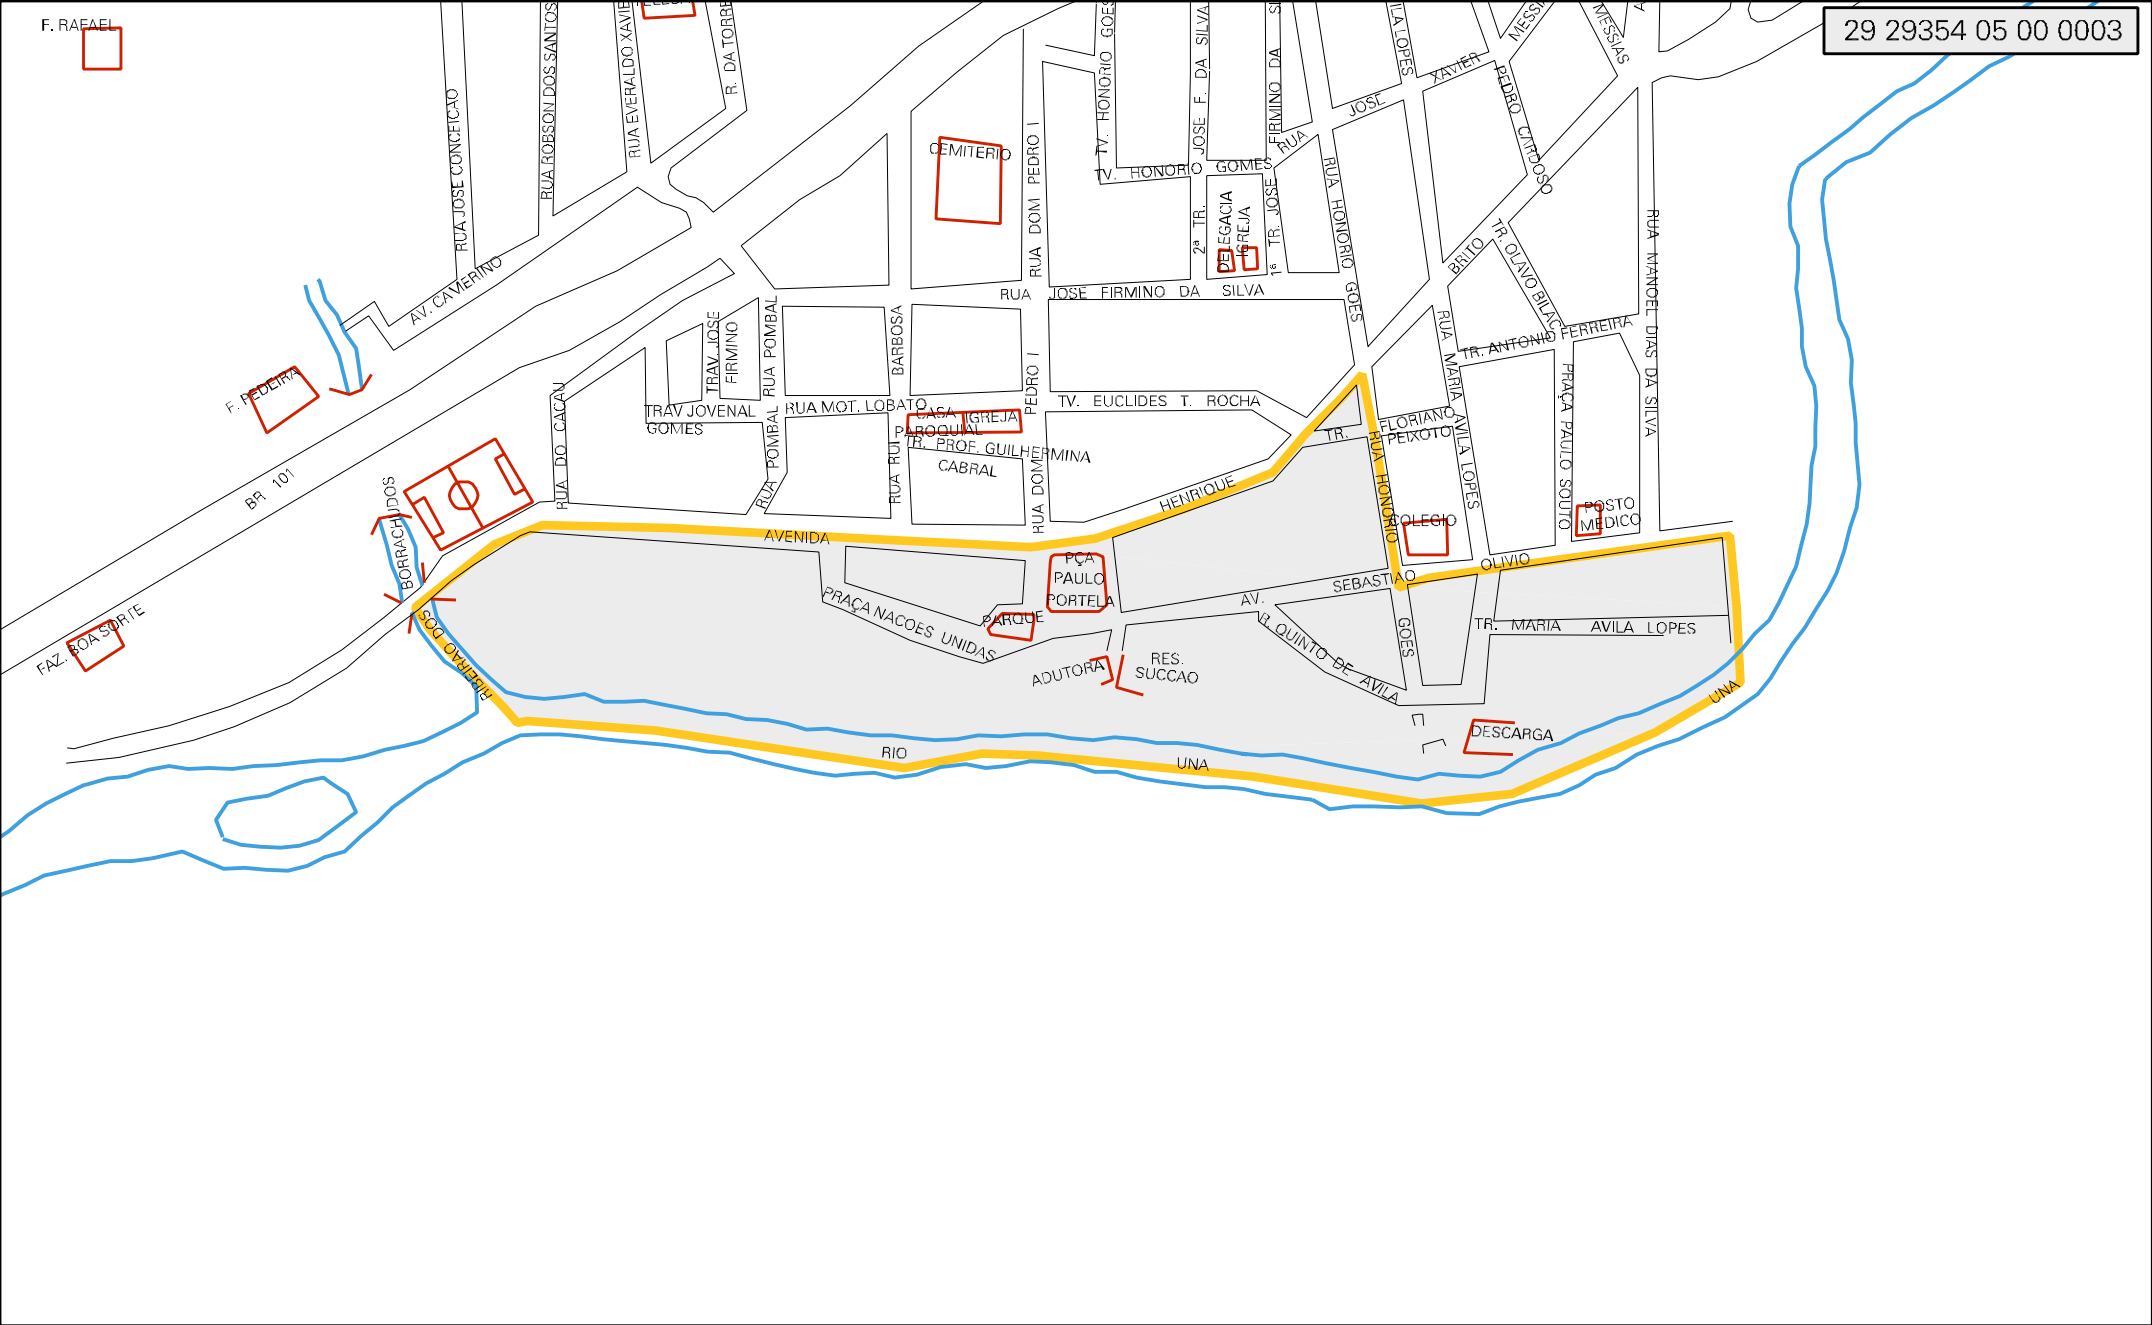 29 29354 05 00 0003
F. RAFAEL
RUA JOSE CONCEICAO
RUA ROBSON DOS SANTOS
RUA EVERALDO XAVIE
R. DA TORRE
TV. HONORIO GOES
JOSE F. DA SILVA
2ª TR.
FIRMINO DA
1ª TR. JOSE
ILA LOPES
XAVIER
JOSE
RUA
MESSIAS
PEDRO CARDOSO
CEMITERIO
RUA DOM PEDRO I
TV. HONORIO GOMES
RUA HONORIO GOES
DELEGACIA
IGREJA
BRITO
TR. OLAVO BILAC
RUA MANOEL DIAS DA SILVA
AV. CAMERINO
RUA JOSE FIRMINO DA SILVA
TRAV. JOSE
FIRMINO
RUA POMBAL
BARBOSA
PEDRO I
RUA MARIA AVILA LOPES
TR. ANTONIO FERREIRA
PRAÇA PAULO SOUTO
F. PEDEIRA
RUA DO CACAU
TRAV JOVENAL
GOMES
RUA MOT. LOBATO
CASA
PAROQUIAL
IGREJA
TV. EUCLIDES T. ROCHA
TR. PROF. GUILHERMINA
CABRAL
RUA POMBAL
RUA RUI
RUA DOM
TR.
FLORIANO
PEIXOTO
BR 101
HENRIQUE
RUA HONORIO
COLEGIO
POSTO
MEDICO
BORRACHUDOS
AVENIDA
PÇA
PAULO
PORTELA
OLIVIO
SEBASTIAO
AV.
FAZ. BOA SORTE
RIBEIRAO DOS
PRAÇA NACOES UNIDAS
PARQUE
R. QUINTO DE AVILA
GOES
TR. MARIA AVILA LOPES
ADUTORA
RES.
SUCCAO
UNA
DESCARGA
RIO
UNA